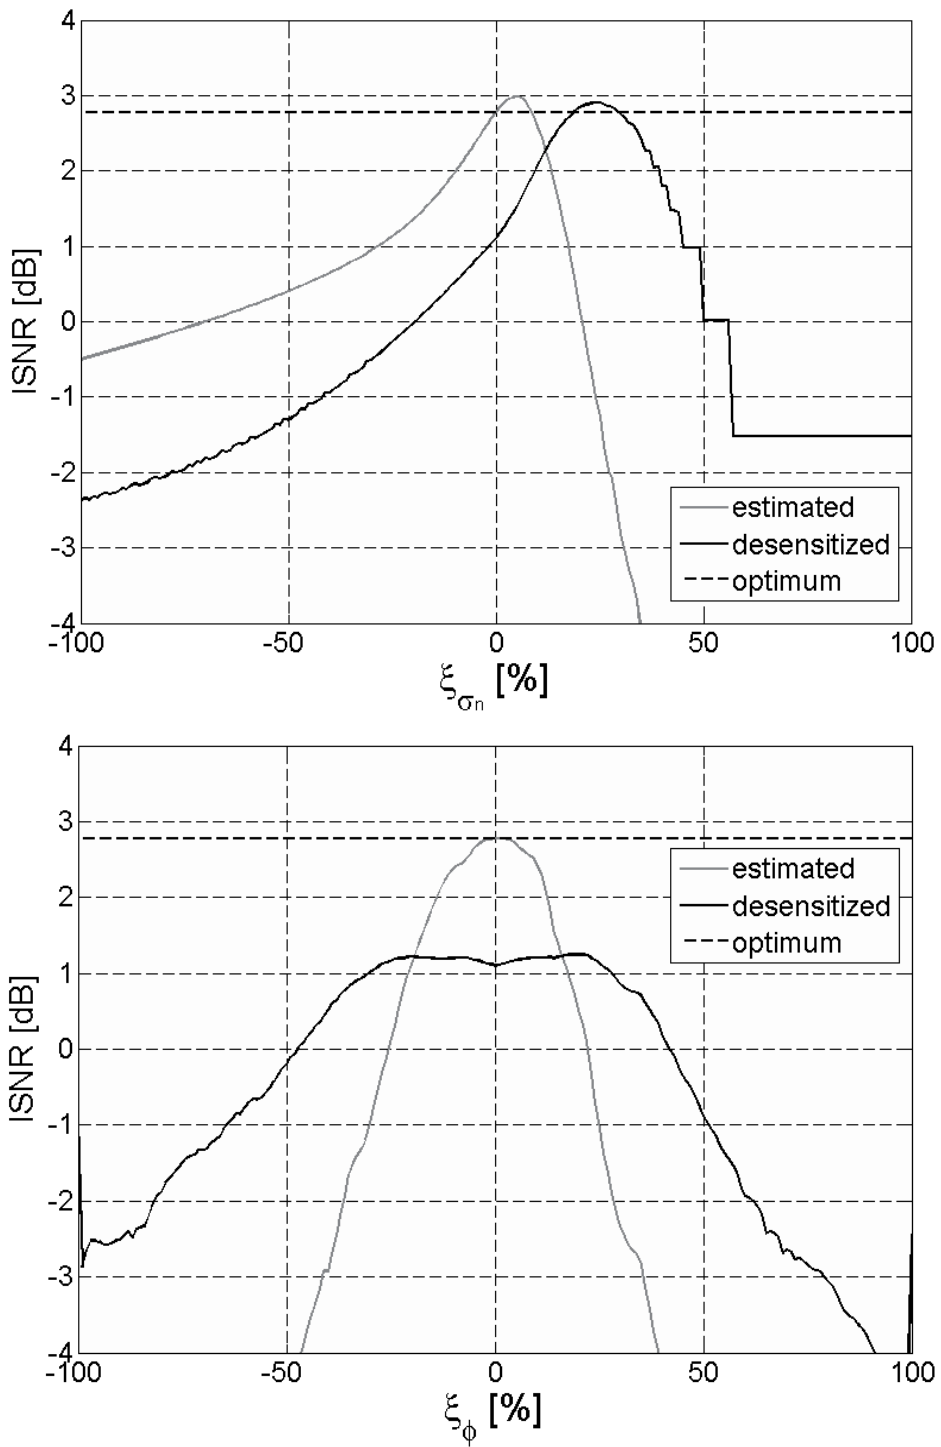 4
3
2
1
0
-1
-2
-3
-4
ISNR [dB]
estimated
desensitized
optimum
-100 -50 0 50 100
ξσn [%]
4
3
2
1
0
-1
-2
-3
-4
ISNR [dB]
estimated
desensitized
optimum
-100 -50 0 50 100
ξϕ [%]